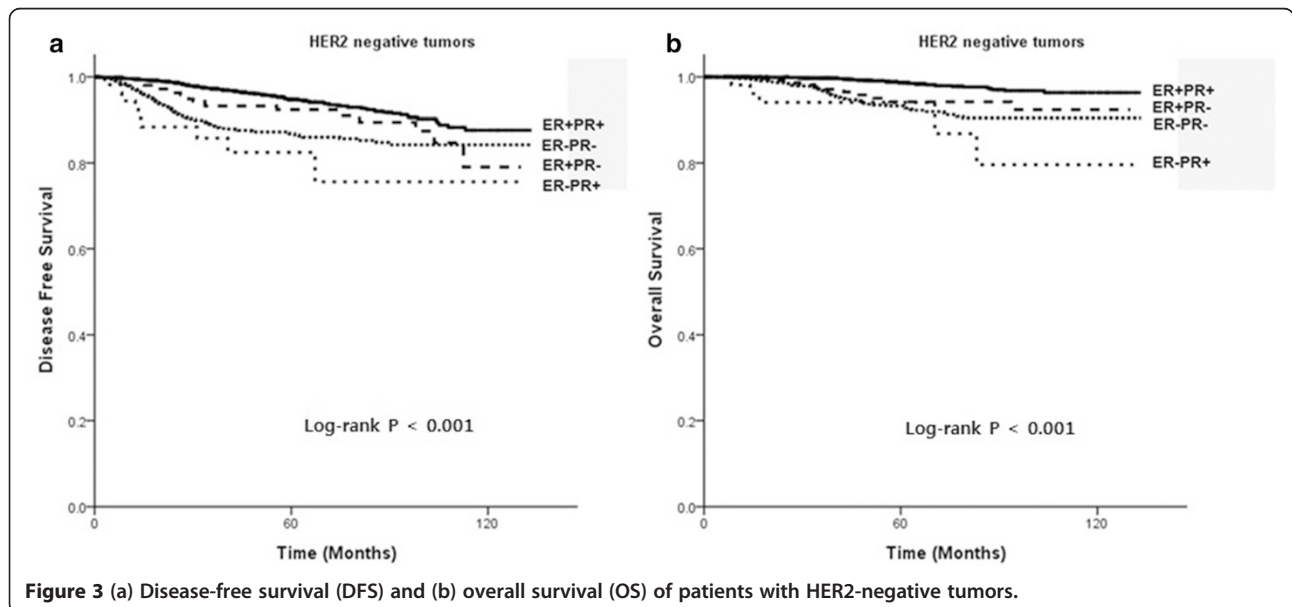 a
HER2 negative tumors
1.0
0.8
0.6
0.4
0.2
0.0
Disease Free Survival
ER+PR+
ER-PR-
ER+PR-
ER-PR+
Log-rank P < 0.001
0 60 120
Time (Months)
b
HER2 negative tumors
1.0
0.8
0.6
0.4
0.2
0.0
Overall Survival
ER+PR+
ER+PR-
ER-PR-
ER-PR+
Log-rank P < 0.001
0 60 120
Time (Months)
Figure 3 (a) Disease-free survival (DFS) and (b) overall survival (OS) of patients with HER2-negative tumors.